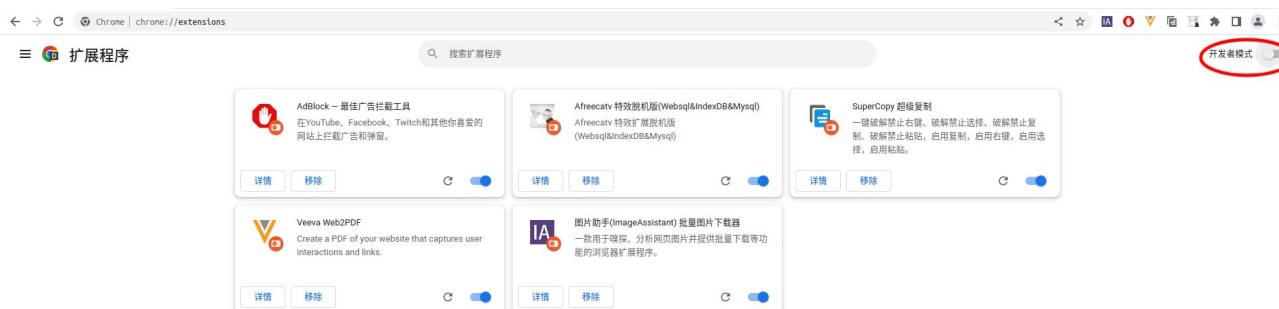 Chrome | chrome://extensions
扩展程序
搜索扩展程序
开发者模式
AdBlock — 最佳广告拦截工具
在YouTube、Facebook、Twitch和其他你喜爱的
网站上拦截广告和弹窗。
详情 移除
Afreecatv 特效脱机版(Websql&IndexDB&Mysql)
Afreecatv 特效扩展脱机版
(Websql&IndexDB&Mysql)
详情 移除
SuperCopy 超级复制
一键破解禁止右键、破解禁止选择、破解禁止复
制、破解禁止粘贴，启用复制，启用右键，启用选
择，启用粘贴。
详情 移除
Veeva Web2PDF
Create a PDF of your website that captures user
interactions and links.
详情 移除
IA
图片助手(ImageAssistant) 批量图片下载器
一款用于嗅探、分析网页图片并提供批量下载等功
能的浏览器扩展程序。
详情 移除